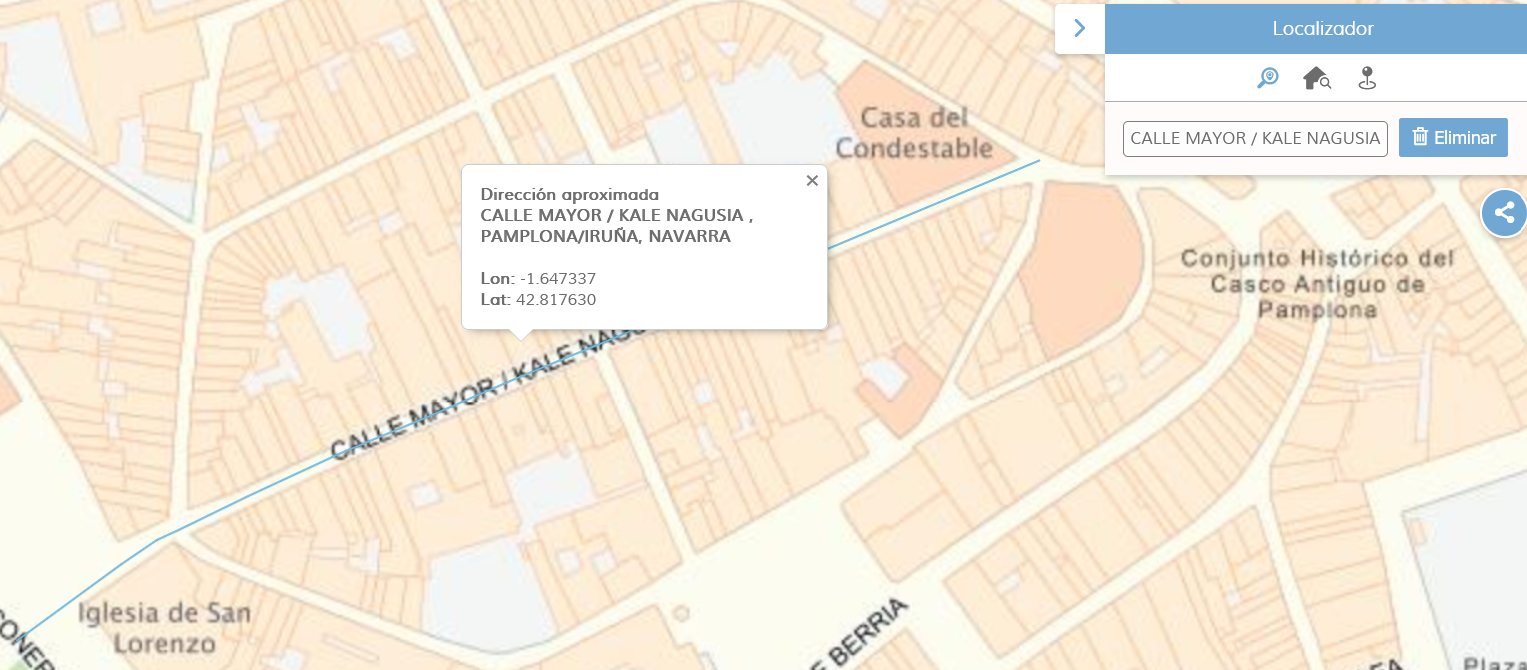 Localizador
CALLE MAYOR / KALE NAGUSIA
Eliminar
Casa del
Condestable
Dirección aproximada
CALLE MAYOR / KALE NAGUSIA ,
PAMPLONA/IRUÑA, NAVARRA
Lon: -1.647337
Lat: 42.817630
Conjunto Histórico del
Casco Antiguo de
Pamplona
CALLE MAYOR / KALE NAGUS
Iglesia de San
Lorenzo
E BERRIA
Plaza